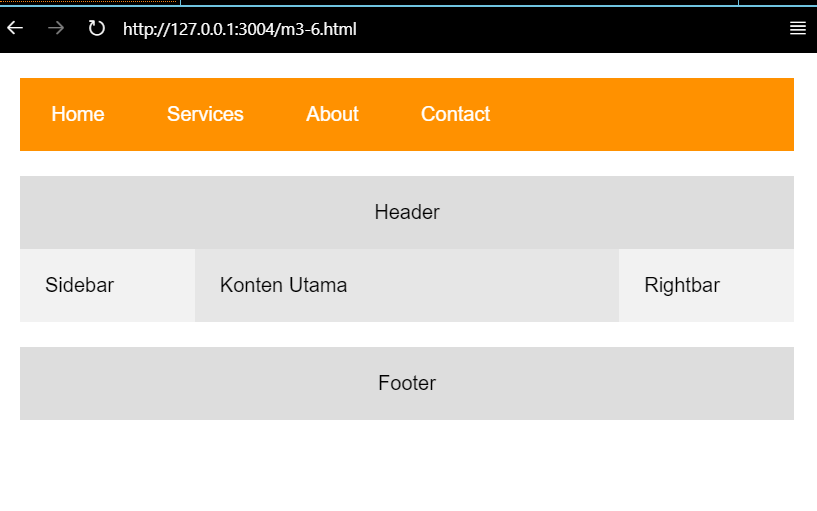 http://127.0.0.1:3004/m3-6.html
Home Services About Contact
Header
Sidebar Konten Utama Rightbar
Footer